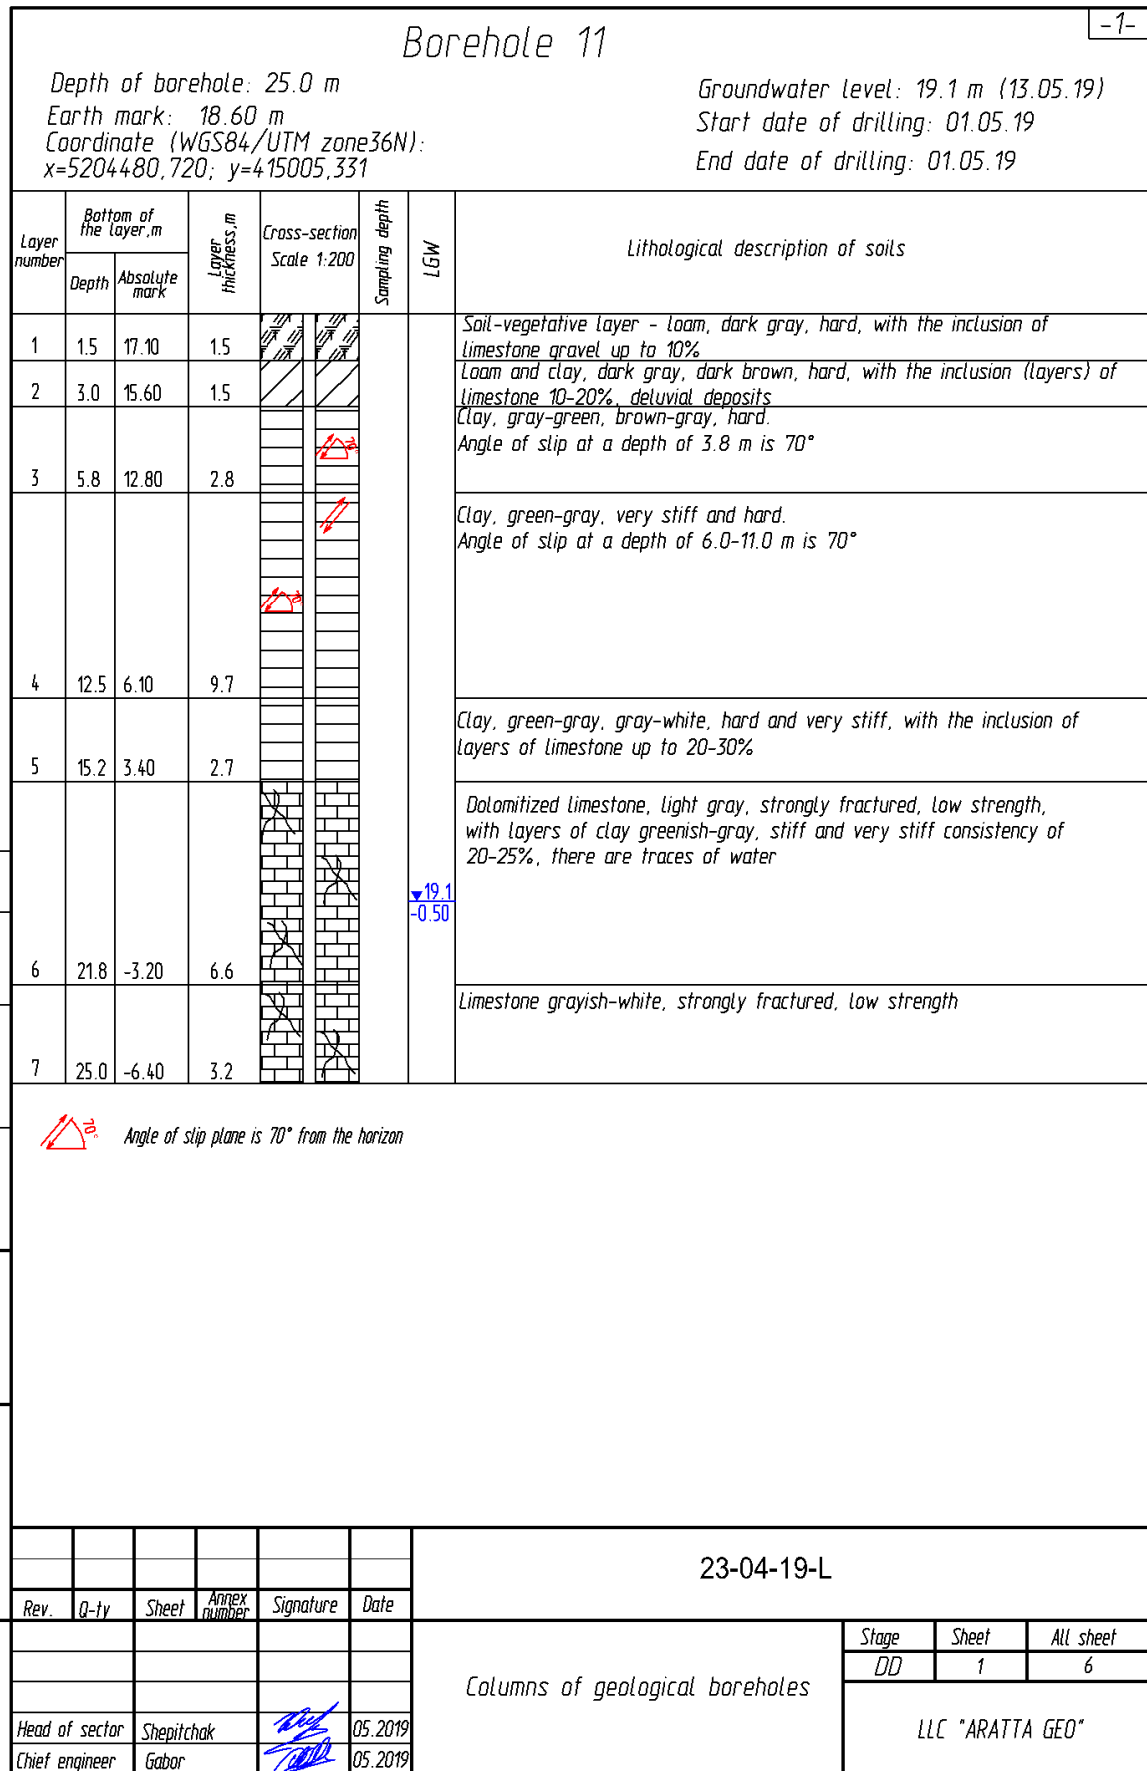 -1-
Borehole 11
Depth of borehole: 25.0 m
Earth mark: 18.60 m
Coordinate (WGS84/UTM zone36N):
x=5204480,720; y=415005,331
Groundwater level: 19.1 m (13.05.19)
Start date of drilling: 01.05.19
End date of drilling: 01.05.19
Layer number
Bottom of the layer,m
Depth
Absolute mark
Layer thickness,m
Cross-section
Scale 1:200
Sampling depth
LGW
Lithological description of soils
1 1.5 17.10 1.5
Soil-vegetative layer - loam, dark gray, hard, with the inclusion of
limestone gravel up to 10%
2 3.0 15.60 1.5
Loam and clay, dark gray, dark brown, hard, with the inclusion (layers) of
limestone 10-20%, deluvial deposits
3 5.8 12.80 2.8
70°
Clay, gray-green, brown-gray, hard.
Angle of slip at a depth of 3.8 m is 70°
4 12.5 6.10 9.7
70°
Clay, green-gray, very stiff and hard.
Angle of slip at a depth of 6.0-11.0 m is 70°
5 15.2 3.40 2.7
Clay, green-gray, gray-white, hard and very stiff, with the inclusion of
layers of limestone up to 20-30%
6 21.8 -3.20 6.6
19.1
-0.50
Dolomitized limestone, light gray, strongly fractured, low strength,
with layers of clay greenish-gray, stiff and very stiff consistency of
20-25%, there are traces of water
7 25.0 -6.40 3.2
Limestone grayish-white, strongly fractured, low strength
70°
Angle of slip plane is 70° from the horizon
Rev. Q-ty Sheet Annex number Signature Date
23-04-19-L
Columns of geological boreholes
Stage Sheet All sheet
DD 1 6
Head of sector Shepitchak 05.2019
Chief engineer Gabor 05.2019
LLC "ARATTA GEO"